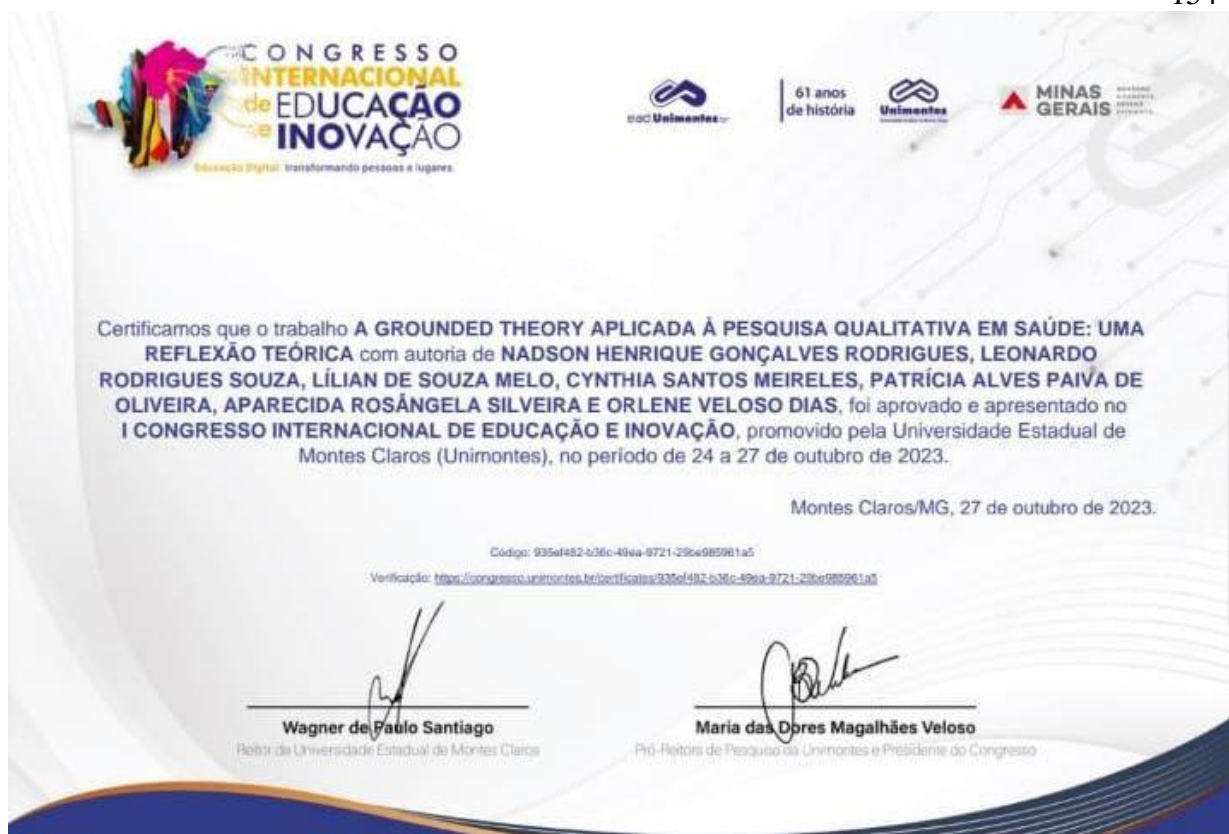 CONGRESSO
INTERNACIONAL
de EDUCAÇÃO
e INOVAÇÃO
Educação Digital: transformando pessoas e lugares.
ead Unimontes
61 anos
de história
Unimontes
MINAS
GERAIS
Certificamos que o trabalho A GROUNDED THEORY APLICADA À PESQUISA QUALITATIVA EM SAÚDE: UMA
REFLEXÃO TEÓRICA com autoria de NADSON HENRIQUE GONÇALVES RODRIGUES, LEONARDO
RODRIGUES SOUZA, LÍLIAN DE SOUZA MELO, CYNTHIA SANTOS MEIRELES, PATRÍCIA ALVES PAIVA DE
OLIVEIRA, APARECIDA ROSÂNGELA SILVEIRA E ORLENE VELOSO DIAS, foi aprovado e apresentado no
I CONGRESSO INTERNACIONAL DE EDUCAÇÃO E INOVAÇÃO, promovido pela Universidade Estadual de
Montes Claros (Unimontes), no período de 24 a 27 de outubro de 2023.
Montes Claros/MG, 27 de outubro de 2023.
Código: 935ef482-b36c-49ea-9721-29be985961a5
Verificação: https://congresso.unimontes.br/certificates/935ef482-b36c-49ea-9721-29be985961a5
Wagner de Paulo Santiago
Reitor da Universidade Estadual de Montes Claros
Maria das Dores Magalhães Veloso
Pró-Reitora de Pesquisa da Unimontes e Presidente do Congresso